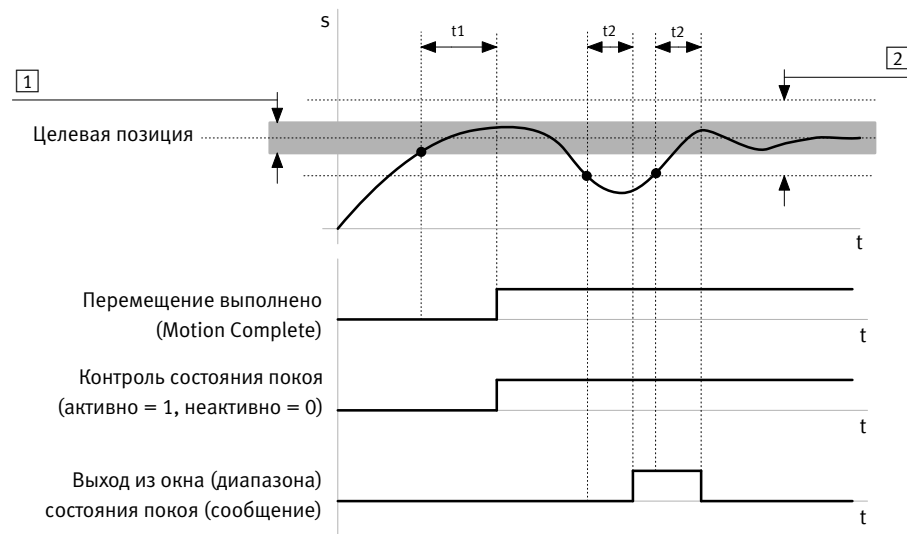 s
t1
t2
t2
1
2
Целевая позиция
t
Перемещение выполнено
(Motion Complete)
t
Контроль состояния покоя
(активно = 1, неактивно = 0)
t
Выход из окна (диапазона)
состояния покоя (сообщение)
t